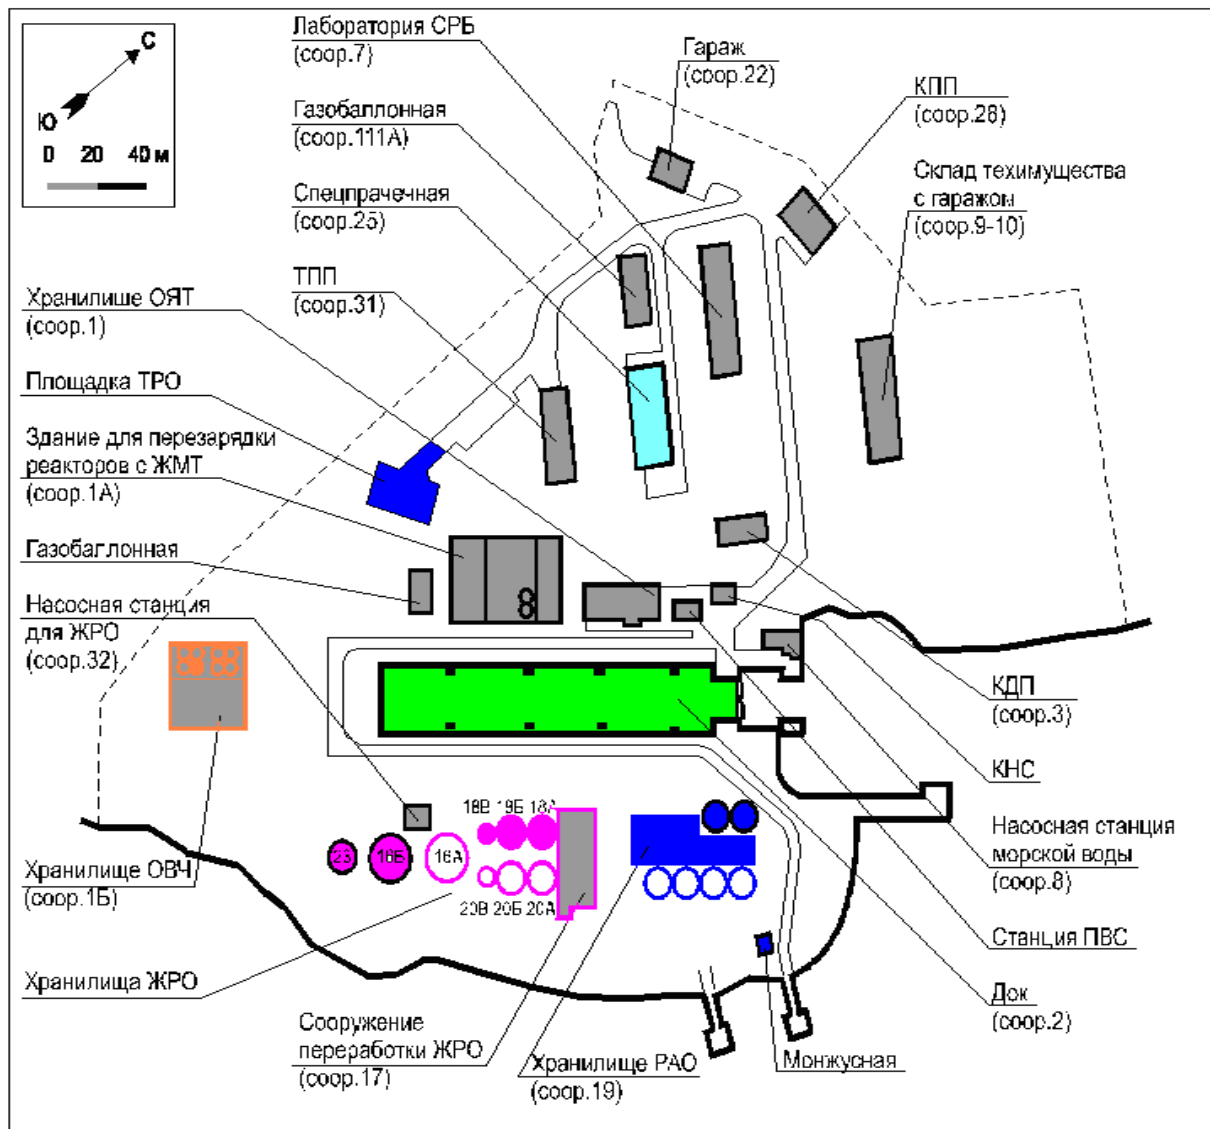 С
Ю
0 20 40 м
Лаборатория СРБ
(соор.7)
Гараж
(соор.22)
КПП
(соор.28)
Газобаллонная
(соор.111А)
Склад техимущества
с гаражом
(соор.9-10)
Спецпрачечная
(соор.25)
ТПП
(соор.31)
Хранилише ОЯТ
(соор.1)
Площадка ТРО
Здание для перезарядки
реакторов с ЖМТ
(соор.1А)
Газобаглонная
8
Насосная станция
для ЖРО
(соор.32)
КДП
(соор.3)
КНС
Насосная станция
морской воды
(соор.8)
Станция ПВС
Док
(соор.2)
18В 19Б 18А
23
16Б
16А
20В 20Б 20А
Хранилище ОВЧ
(соор.1Б)
Хранилища ЖРО
Сооружение
переработки ЖРО
(соор.17)
Хранилище РАО
(соор.19)
Монжусная